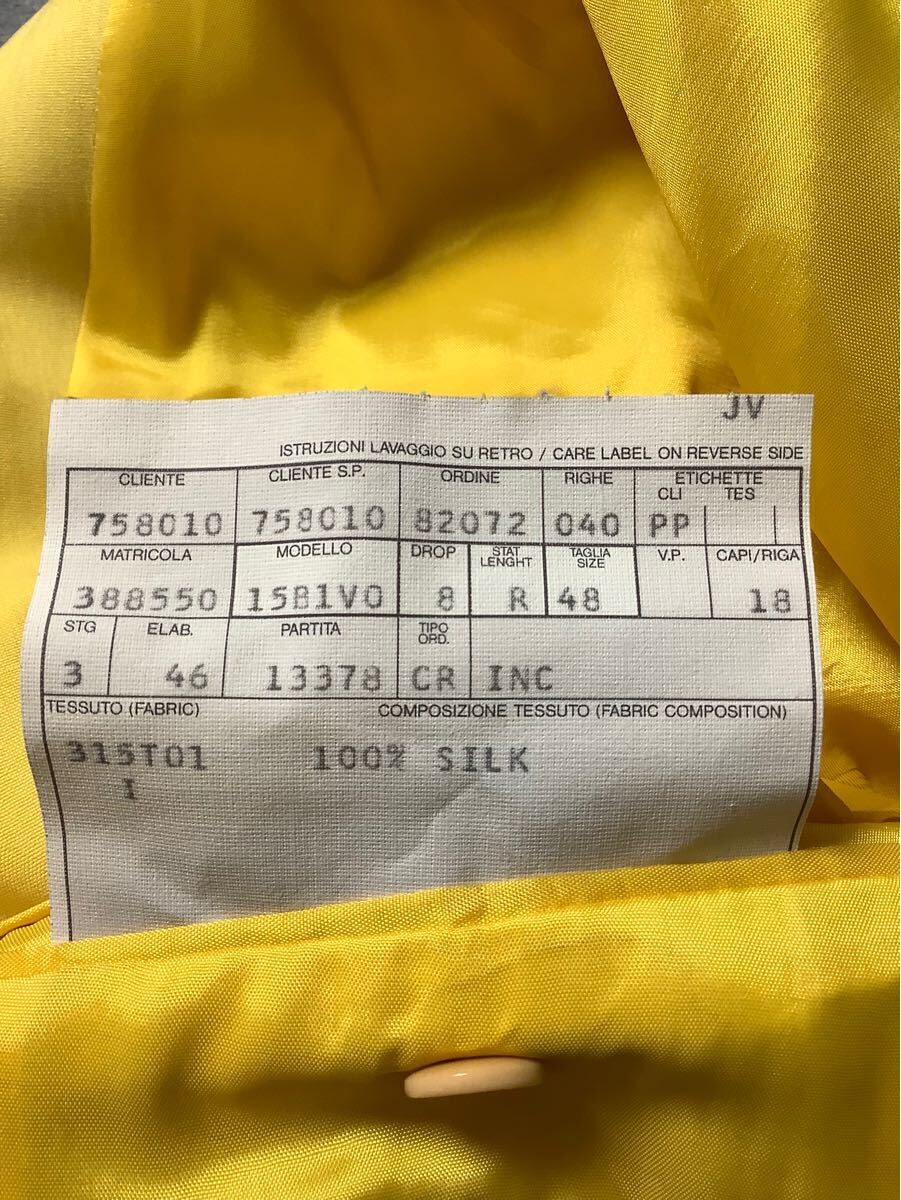 JV
ISTRUZIONI LAVAGGIO SU RETRO / CARE LABEL ON REVERSE SIDE
CLIENTE CLIENTE S.P. ORDINE RIGHE ETICHETTE
CLI TES
758010 758010 82072 040 PP
MATRICOLA MODELLO DROP STAT LENGHT TAGLIA SIZE V.P. CAPI/RIGA
388550 1581V0 8 R 48 18
STG ELAB. PARTITA TIPO ORD.
3 46 13378 CR INC
TESSUTO (FABRIC) COMPOSIZIONE TESSUTO (FABRIC COMPOSITION)
315T01 100% SILK
I